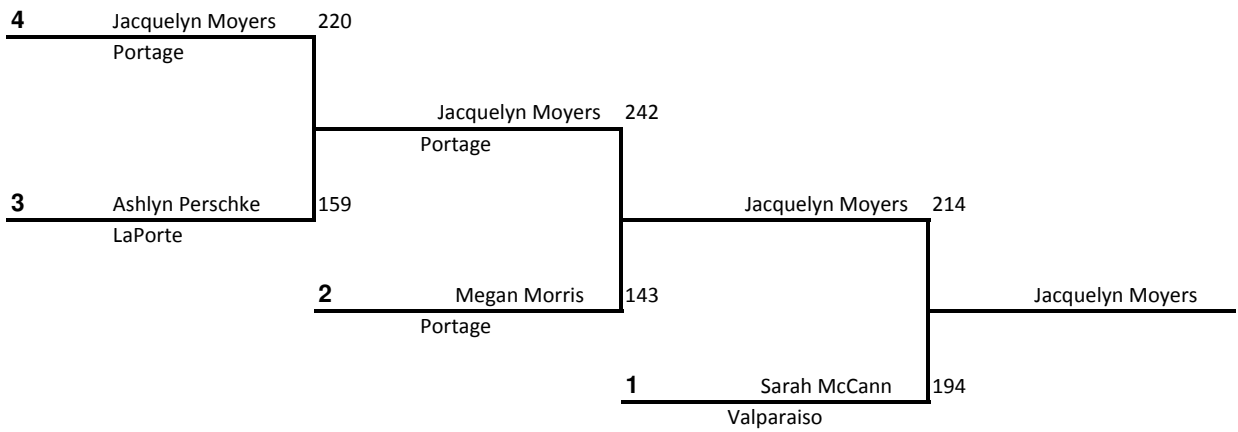 4 Jacquelyn Moyers 220
Portage
Jacquelyn Moyers 242
Portage
3 Ashlyn Perschke 159
LaPorte
Jacquelyn Moyers 214
2 Megan Morris 143
Portage
Jacquelyn Moyers
1 Sarah McCann 194
Valparaiso